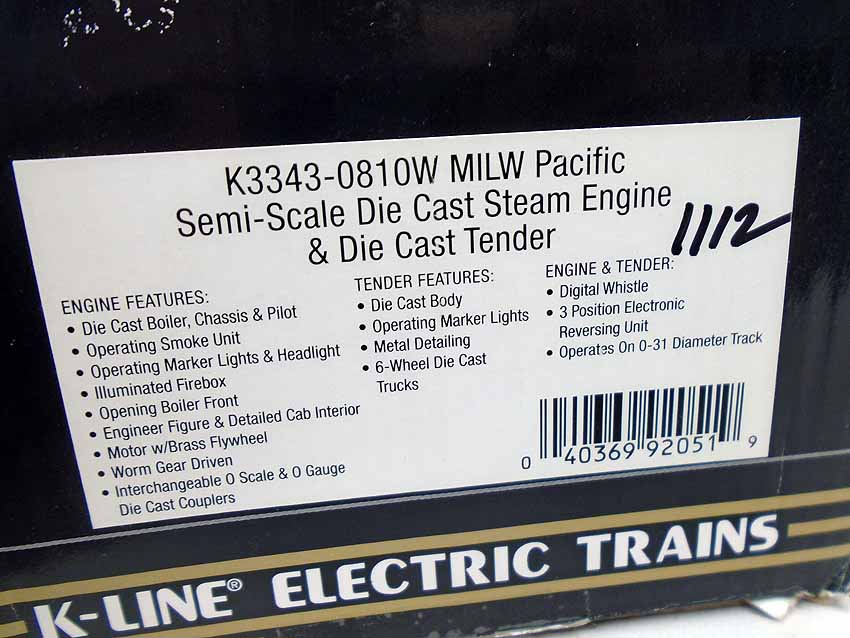 K3343-0810W MILW Pacific
Semi-Scale Die Cast Steam Engine
& Die Cast Tender
1112
ENGINE FEATURES:
• Die Cast Boiler, Chassis & Pilot
• Operating Smoke Unit
• Operating Marker Lights & Headlight
• Illuminated Firebox
• Opening Boiler Front
• Engineer Figure & Detailed Cab Interior
• Motor w/Brass Flywheel
• Worm Gear Driven
• Interchangeable O Scale & O Gauge
Die Cast Couplers
TENDER FEATURES:
• Die Cast Body
• Operating Marker Lights
• Metal Detailing
• 6-Wheel Die Cast
Trucks
ENGINE & TENDER:
• Digital Whistle
• 3 Position Electronic
Reversing Unit
• Operates On 0-31 Diameter Track
0 40369 92051 9
K-LINE® ELECTRIC TRAINS